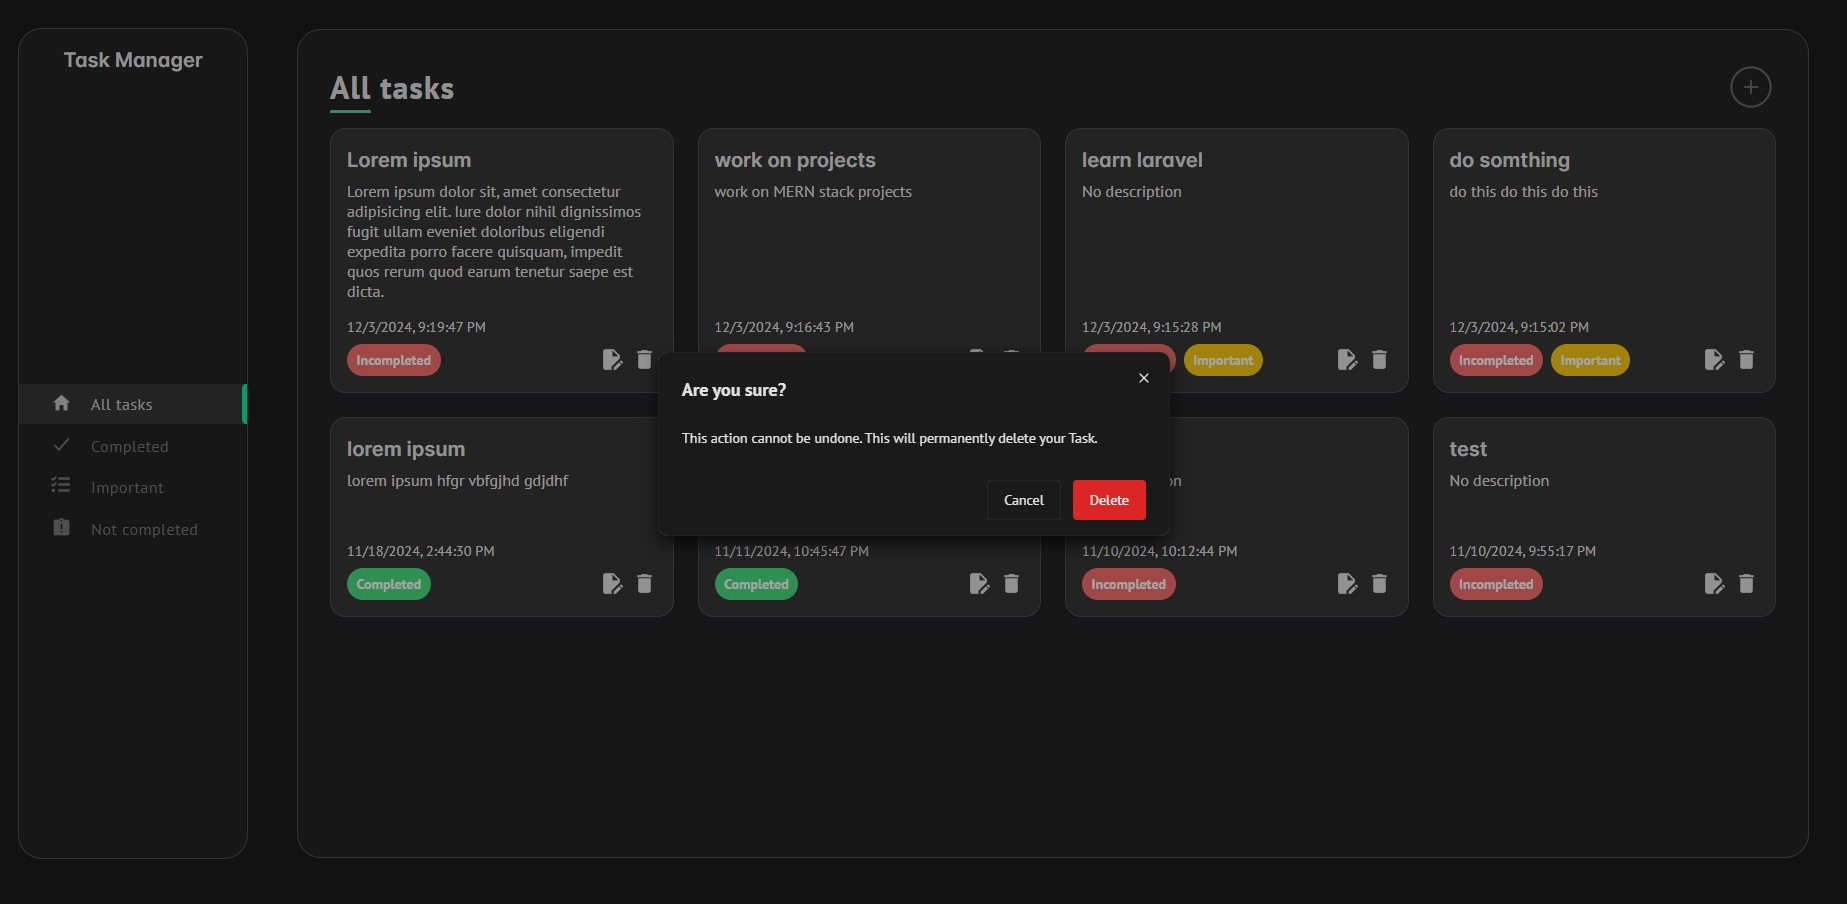 Task Manager
All tasks
Completed
Important
Not completed
All tasks
Lorem ipsum
Lorem ipsum dolor sit, amet consectetur
adipisicing elit. Iure dolor nihil dignissimos
fugit ullam eveniet doloribus eligendi
expedita porro facere quisquam, impedit
quos rerum quod earum tenetur saepe est
dicta.
12/3/2024, 9:19:47 PM
Incompleted
work on projects
work on MERN stack projects
12/3/2024, 9:16:43 PM
learn laravel
No description
12/3/2024, 9:15:28 PM
Important
do somthing
do this do this do this
12/3/2024, 9:15:02 PM
Incompleted
Important
Are you sure?
This action cannot be undone. This will permanently delete your Task.
Cancel
Delete
lorem ipsum
lorem ipsum hfgr vbfgjhd gdjdhf
11/18/2024, 2:44:30 PM
Completed
11/11/2024, 10:45:47 PM
Completed
11/10/2024, 10:12:44 PM
Incompleted
test
No description
11/10/2024, 9:55:17 PM
Incompleted